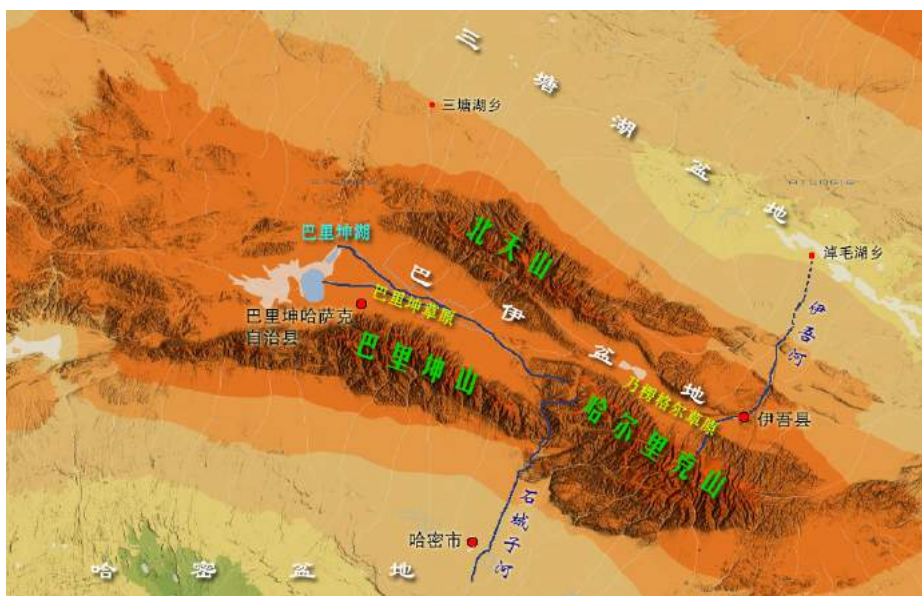 三塘湖盆地
三塘湖乡
北天山
淖毛湖乡
巴里坤湖
巴伊盆地
巴里坤草原
巴里坤哈萨克
自治县
伊吾河
巴里坤山
乃楞格尔草原
哈尔里克山
伊吾县
石城子河
哈密市
哈密盆地